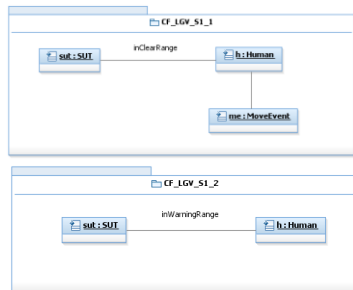 CF_LGV_S1_1
inClearRange
sut : SUT
h : Human
me : MoveEvent
CF_LGV_S1_2
inWarningRange
sut : SUT
h : Human